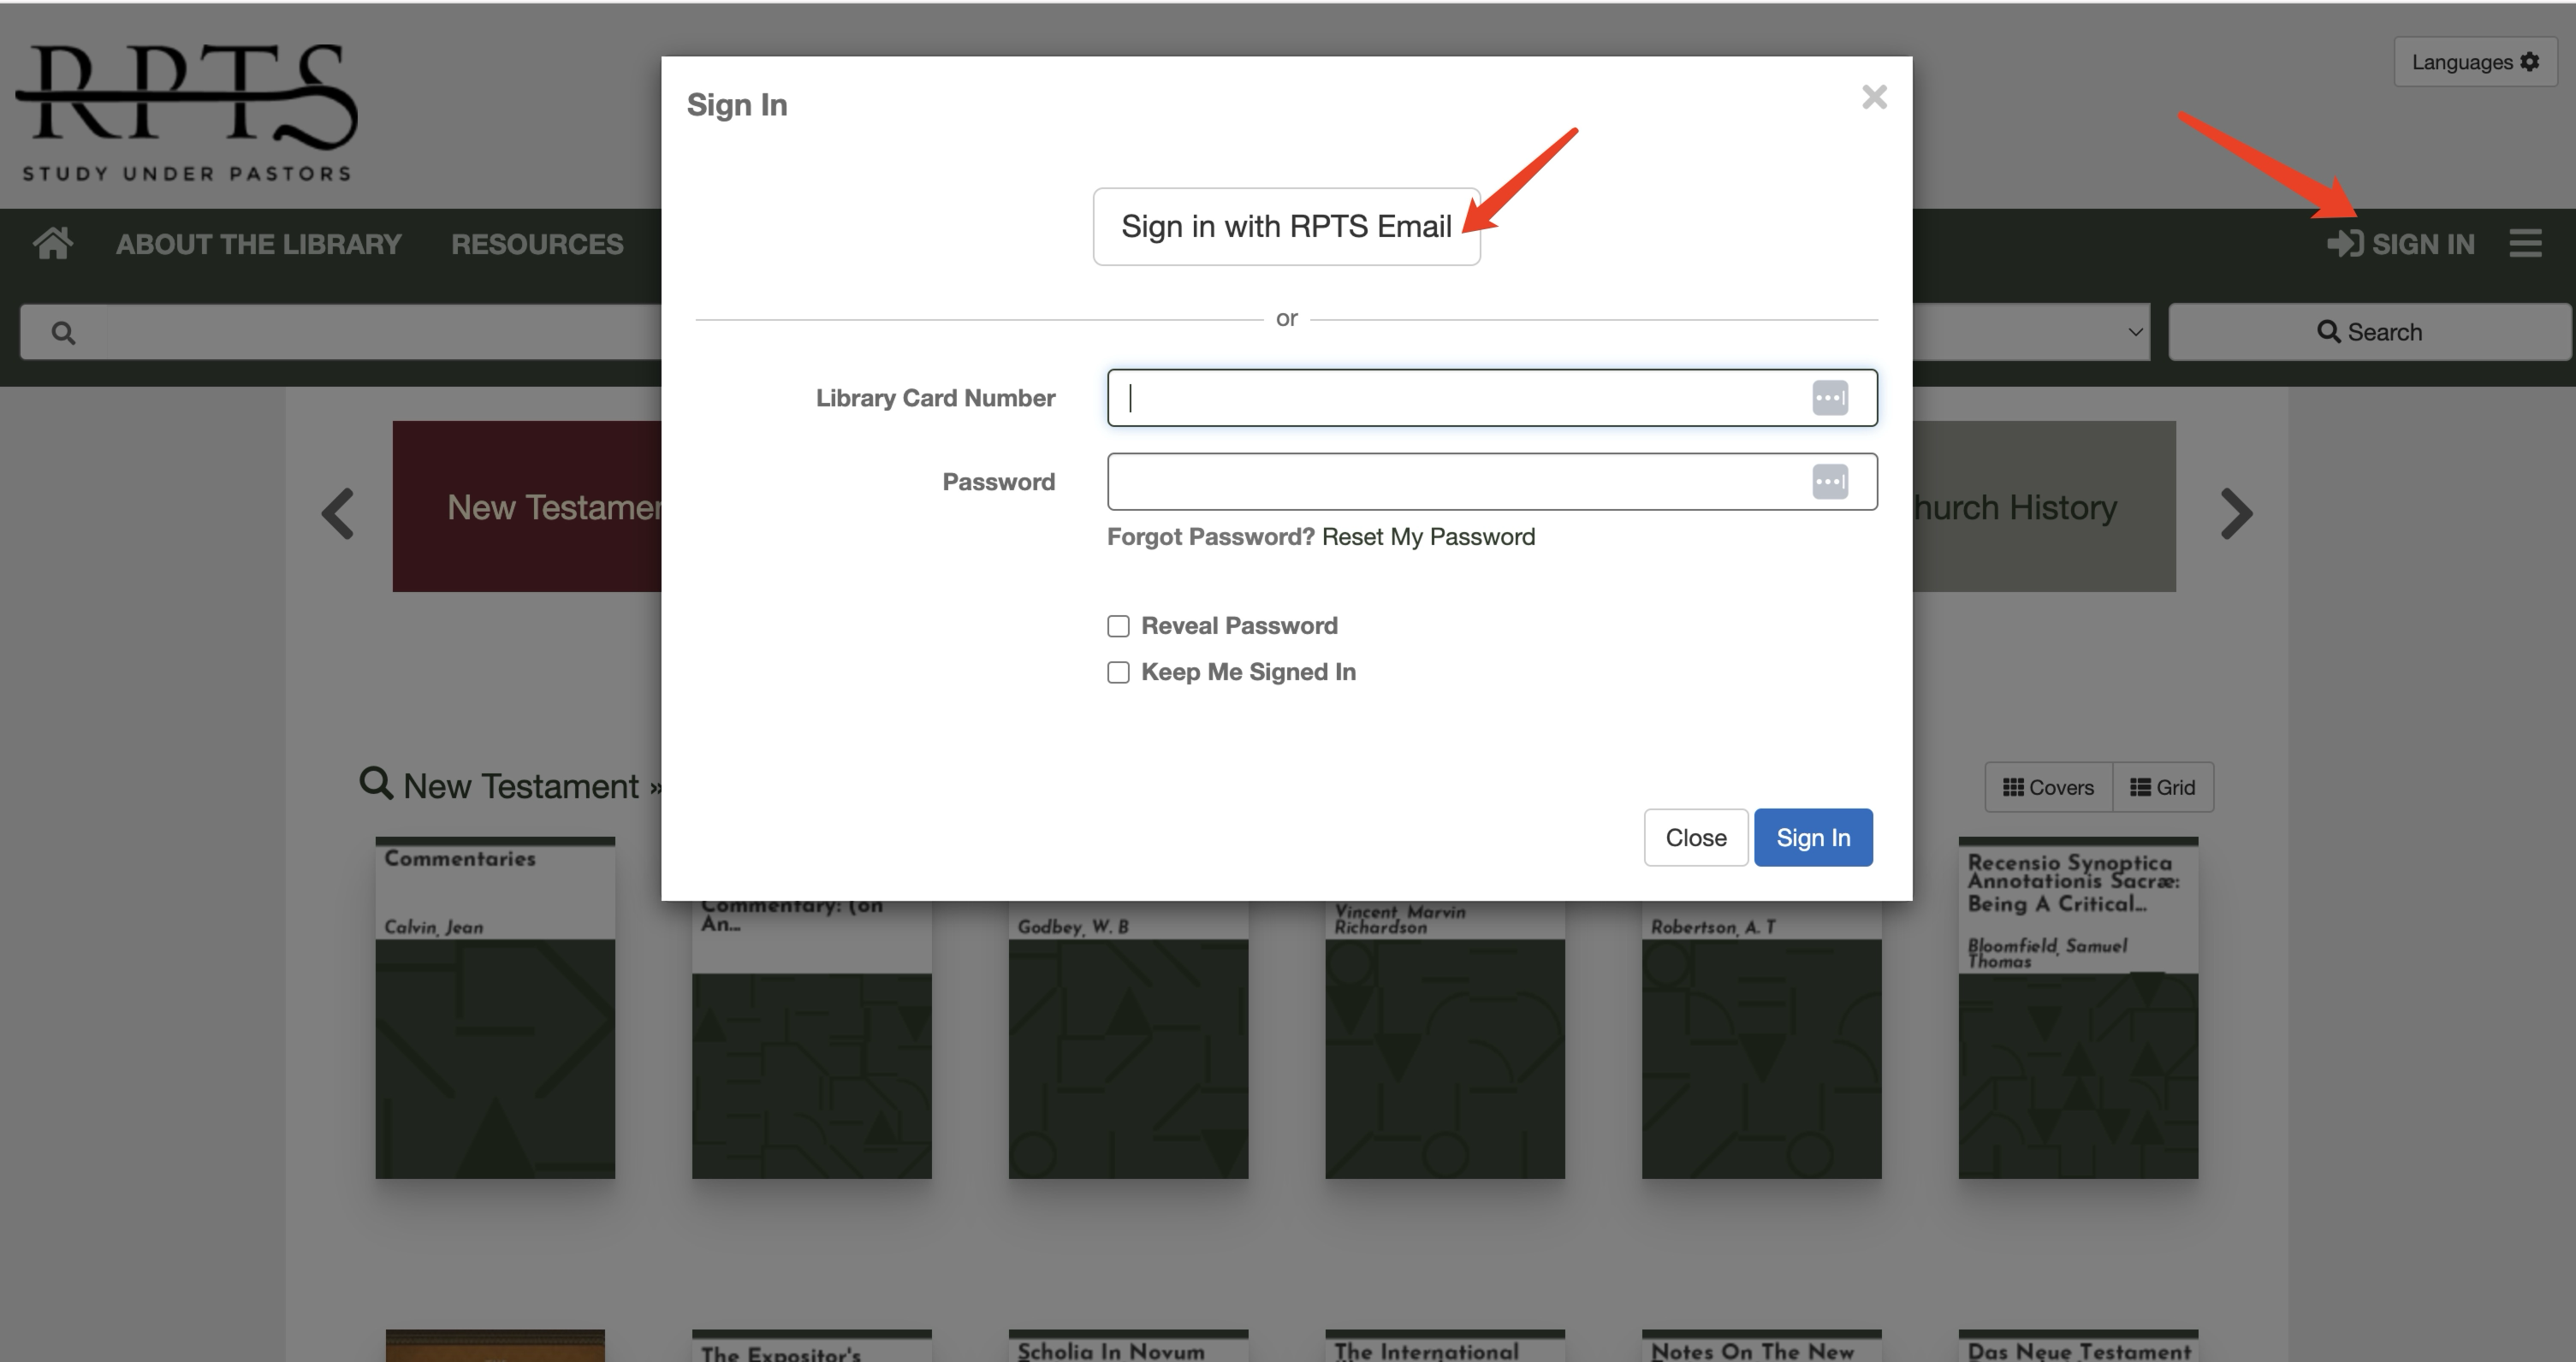 RPTS
STUDY UNDER PASTORS
Languages
ABOUT THE LIBRARY
RESOURCES
SIGN IN
Search
Sign In
Sign in with RPTS Email
or
Library Card Number
Password
Forgot Password? Reset My Password
Reveal Password
Keep Me Signed In
Close
Sign In
New Testamen
hurch History
New Testament »
Covers
Grid
Commentaries
Calvin, Jean
Commentary: (on
An...
Godbey, W. B
Vincent, Marvin
Richardson
Robertson, A. T
Recensio Synoptica
Annotationis Sacræ:
Being A Critical...
Bloomfield, Samuel
Thomas
The Expositor's
Scholia In Novum
The International
Notes On The New
Das Neue Testament